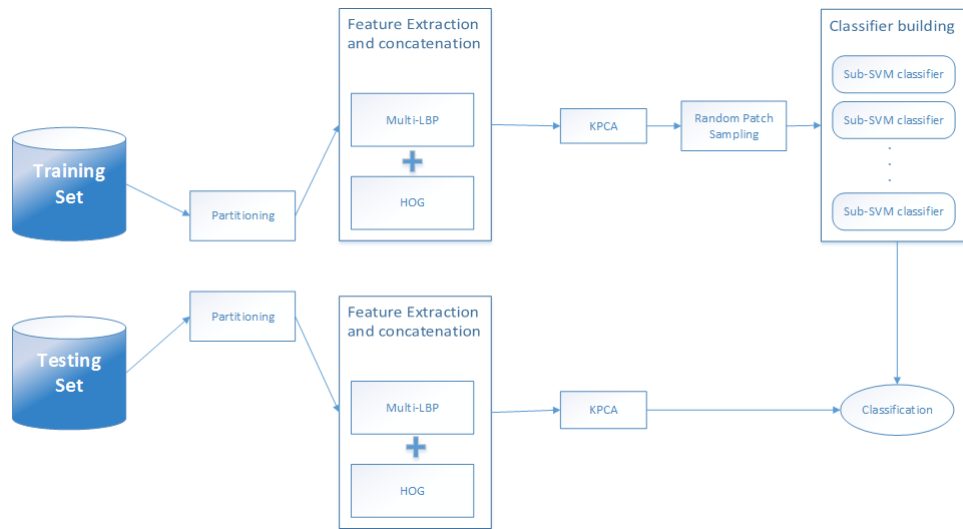 Training
Set
Partitioning
Feature Extraction
and concatenation
Multi-LBP
HOG
KPCA
Random Patch
Sampling
Classifier building
Sub-SVM classifier
Sub-SVM classifier
.
.
.
Sub-SVM classifier
Testing
Set
Partitioning
Feature Extraction
and concatenation
Multi-LBP
HOG
KPCA
Classification